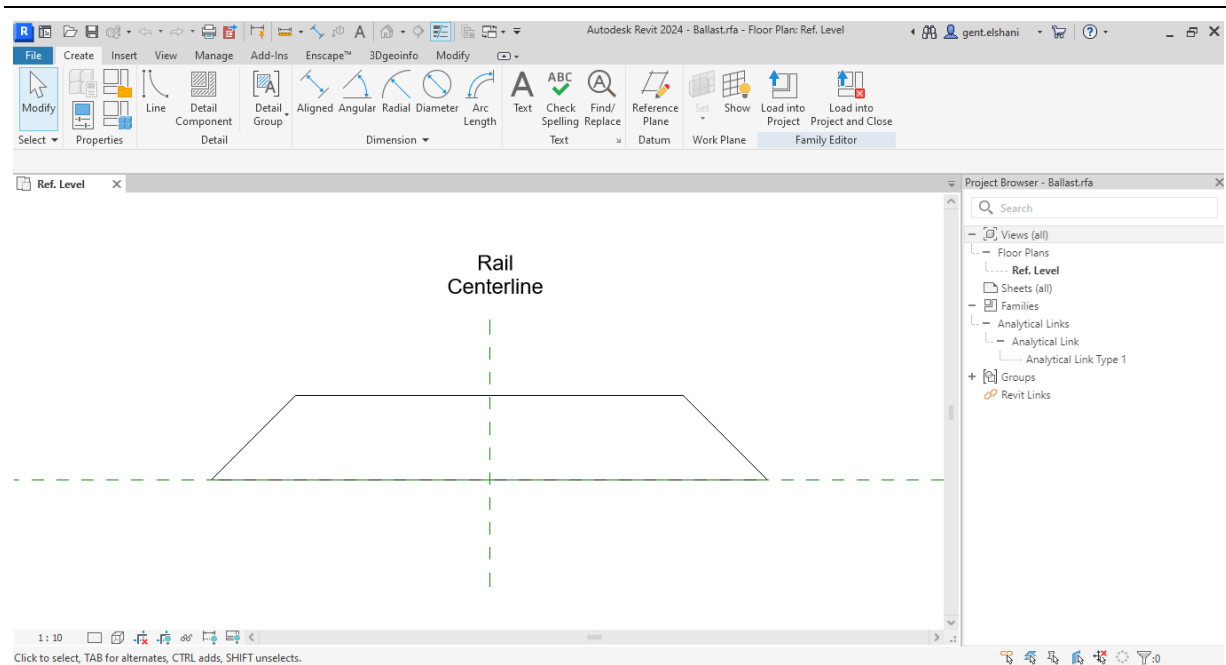 Autodesk Revit 2024 - Ballast.rfa - Floor Plan: Ref. Level
gent.elshani
File Create Insert View Manage Add-Ins Enscape™ 3Dgeoinfo Modify
Modify
Line
Detail Component
Detail Group
Aligned Angular Radial Diameter Arc Length
Text
ABC
Check Spelling
Find/ Replace
Reference Plane
Set
Show
Load into Project
Load into Project and Close
Select Properties Detail Dimension Text Datum Work Plane Family Editor
Ref. Level
Rail
Centerline
Project Browser - Ballast.rfa
Search
Views (all)
Floor Plans
Ref. Level
Sheets (all)
Families
Analytical Links
Analytical Link
Analytical Link Type 1
Groups
Revit Links
1 : 10
Click to select, TAB for alternates, CTRL adds, SHIFT unselects.
:0